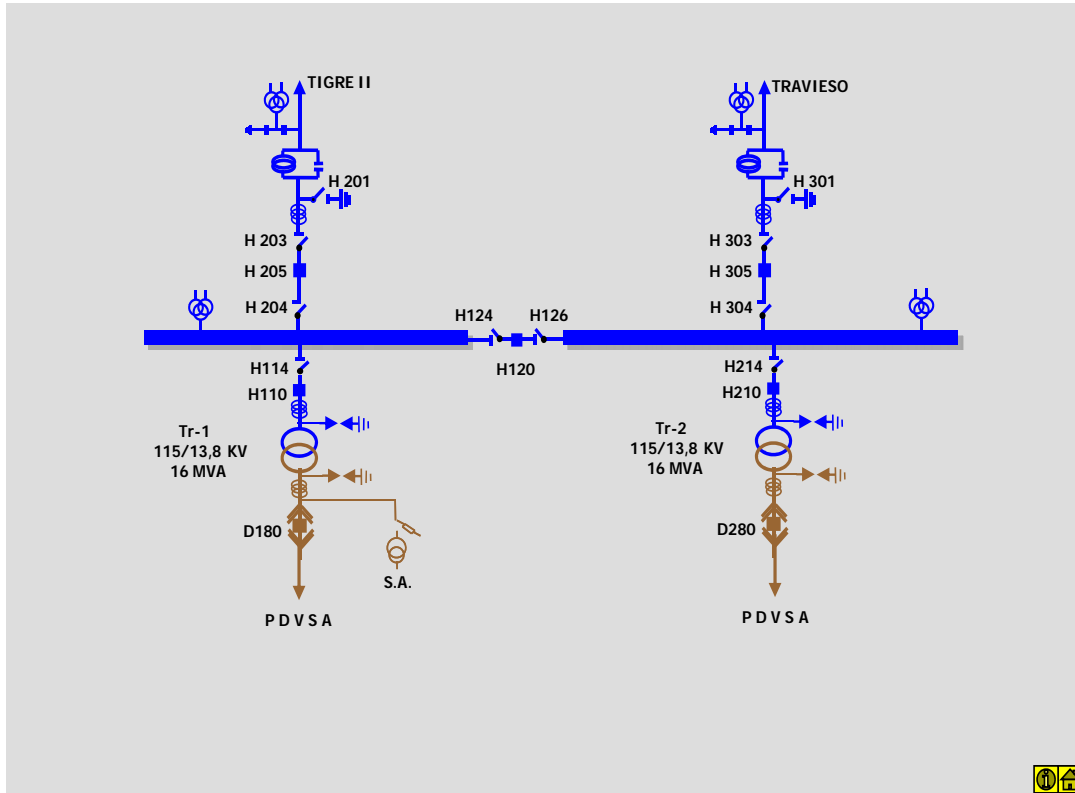 TIGRE II
TRAVIESO
H 201
H 301
H 203
H 303
H 205
H 305
H 204
H124
H126
H 304
H114
H120
H214
H110
H210
Tr-1
115/13,8 KV
16 MVA
Tr-2
115/13,8 KV
16 MVA
D180
D280
S.A.
P D V S A
P D V S A